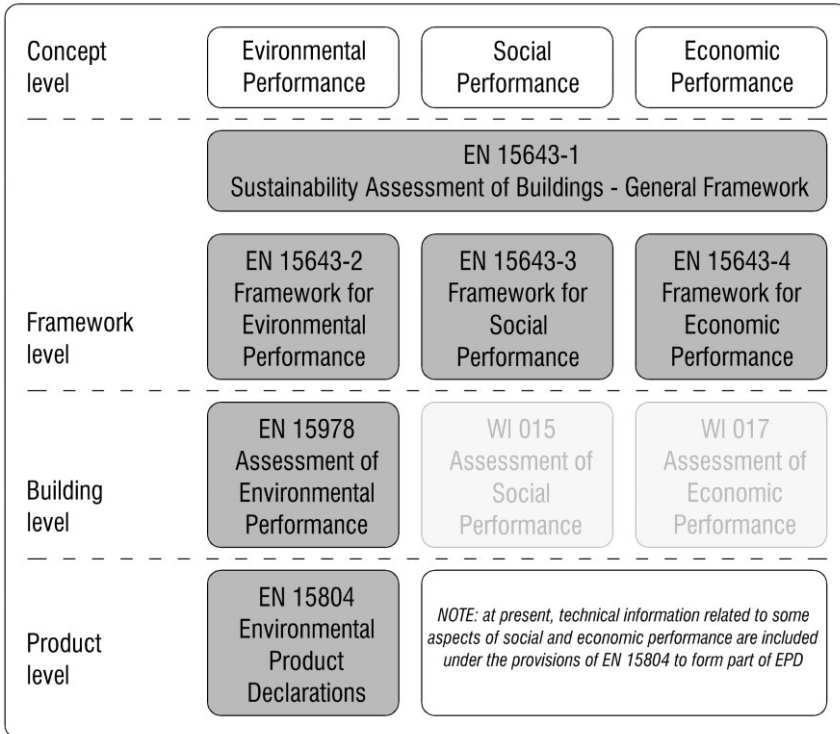 Concept
level
Evironmental
Performance
Social
Performance
Economic
Performance
EN 15643-1
Sustainability Assessment of Buildings - General Framework
Framework
level
EN 15643-2
Framework for
Evironmental
Performance
EN 15643-3
Framework for
Social
Performance
EN 15643-4
Framework for
Economic
Performance
Building
level
EN 15978
Assessment of
Environmental
Performance
WI 015
Assessment of
Social
Performance
WI 017
Assessment of
Economic
Performance
Product
level
EN 15804
Environmental
Product
Declarations
NOTE: at present, technical information related to some
aspects of social and economic performance are included
under the provisions of EN 15804 to form part of EPD